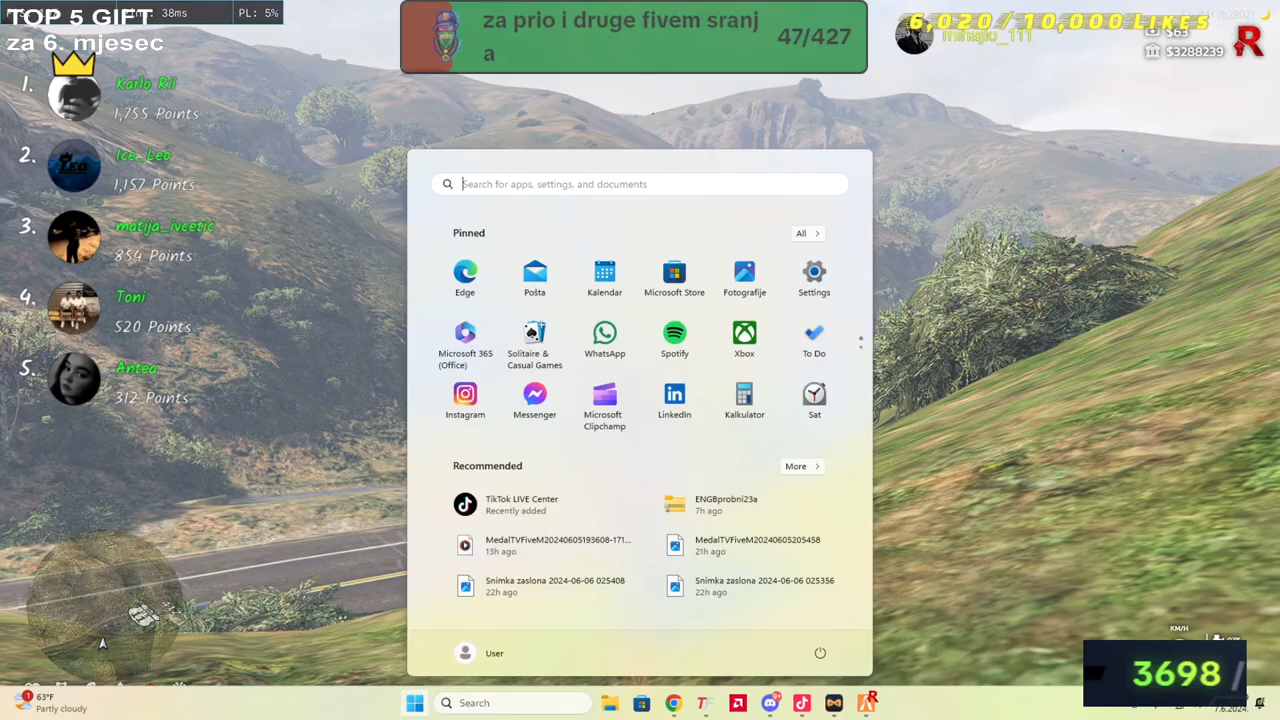 TOP 5 GIFT
za 6. mjesec
38ms
PL: 5%
za prio i druge fivem sranj
a
47/427
6,020 / 10,000 LIKES
mihajlo_111
$63
$3288239
1.
Karlo Rii
1,755 Points
2.
Ice_Leo
1,157 Points
3.
matija_ivcetic
854 Points
4.
Toni
520 Points
5.
Antea
312 Points
Search for apps, settings, and documents
Pinned
All
Edge
Pošta
Kalendar
Microsoft Store
Fotografije
Settings
Microsoft 365
(Office)
Solitaire &
Casual Games
WhatsApp
Spotify
Xbox
To Do
Instagram
Messenger
Microsoft
Clipchamp
LinkedIn
Kalkulator
Sat
Recommended
More
TikTok LIVE Center
Recently added
ENGBprobni23a
7h ago
MedalTVFiveM20240605193608-171...
13h ago
MedalTVFiveM20240605205458
21h ago
Snimka zaslona 2024-06-06 025408
22h ago
Snimka zaslona 2024-06-06 025356
22h ago
User
KM/H
3698 /
1
63°F
Partly cloudy
Search
7.6.2024.